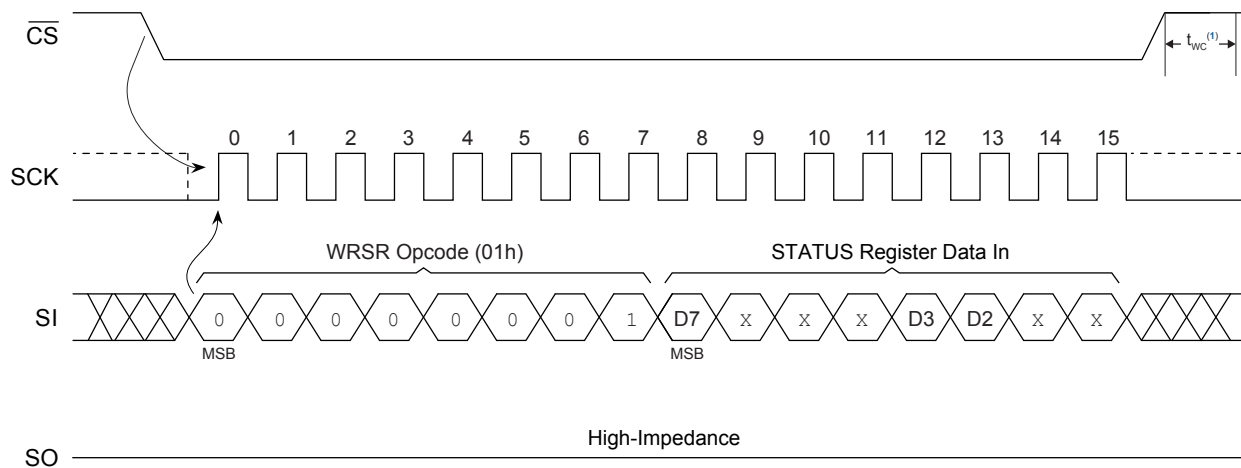 CS
t_WC(1)
0 1 2 3 4 5 6 7 8 9 10 11 12 13 14 15
SCK
WRSR Opcode (01h) STATUS Register Data In
SI 0 0 0 0 0 0 0 1 D7 X X X D3 D2 X X
MSB MSB
High-Impedance
SO